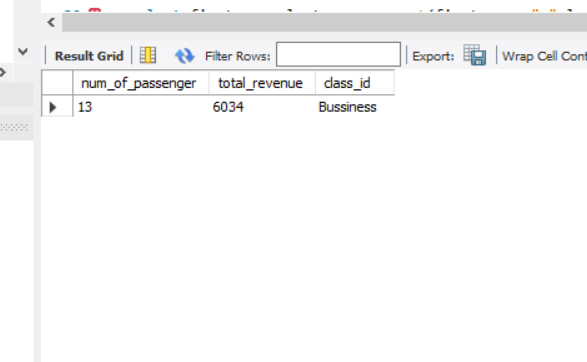 Result Grid Filter Rows: Export: Wrap Cell Cont
num_of_passenger total_revenue class_id
13 6034 Bussiness